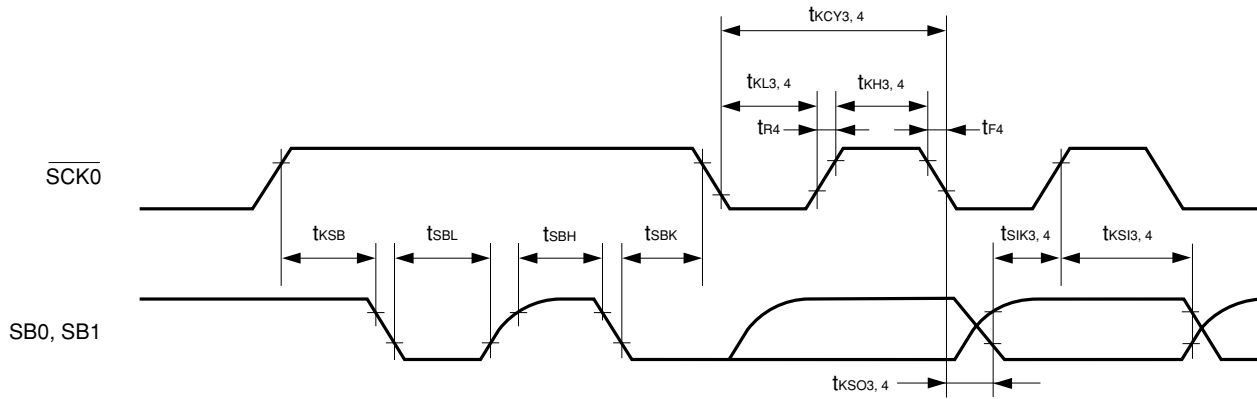 tKCY3, 4
tKL3, 4
tKH3, 4
tR4
tF4
SCK0
tKSB
tSBL
tSBH
tSBK
tSIK3, 4
tKSI3, 4
SB0, SB1
tKSO3, 4